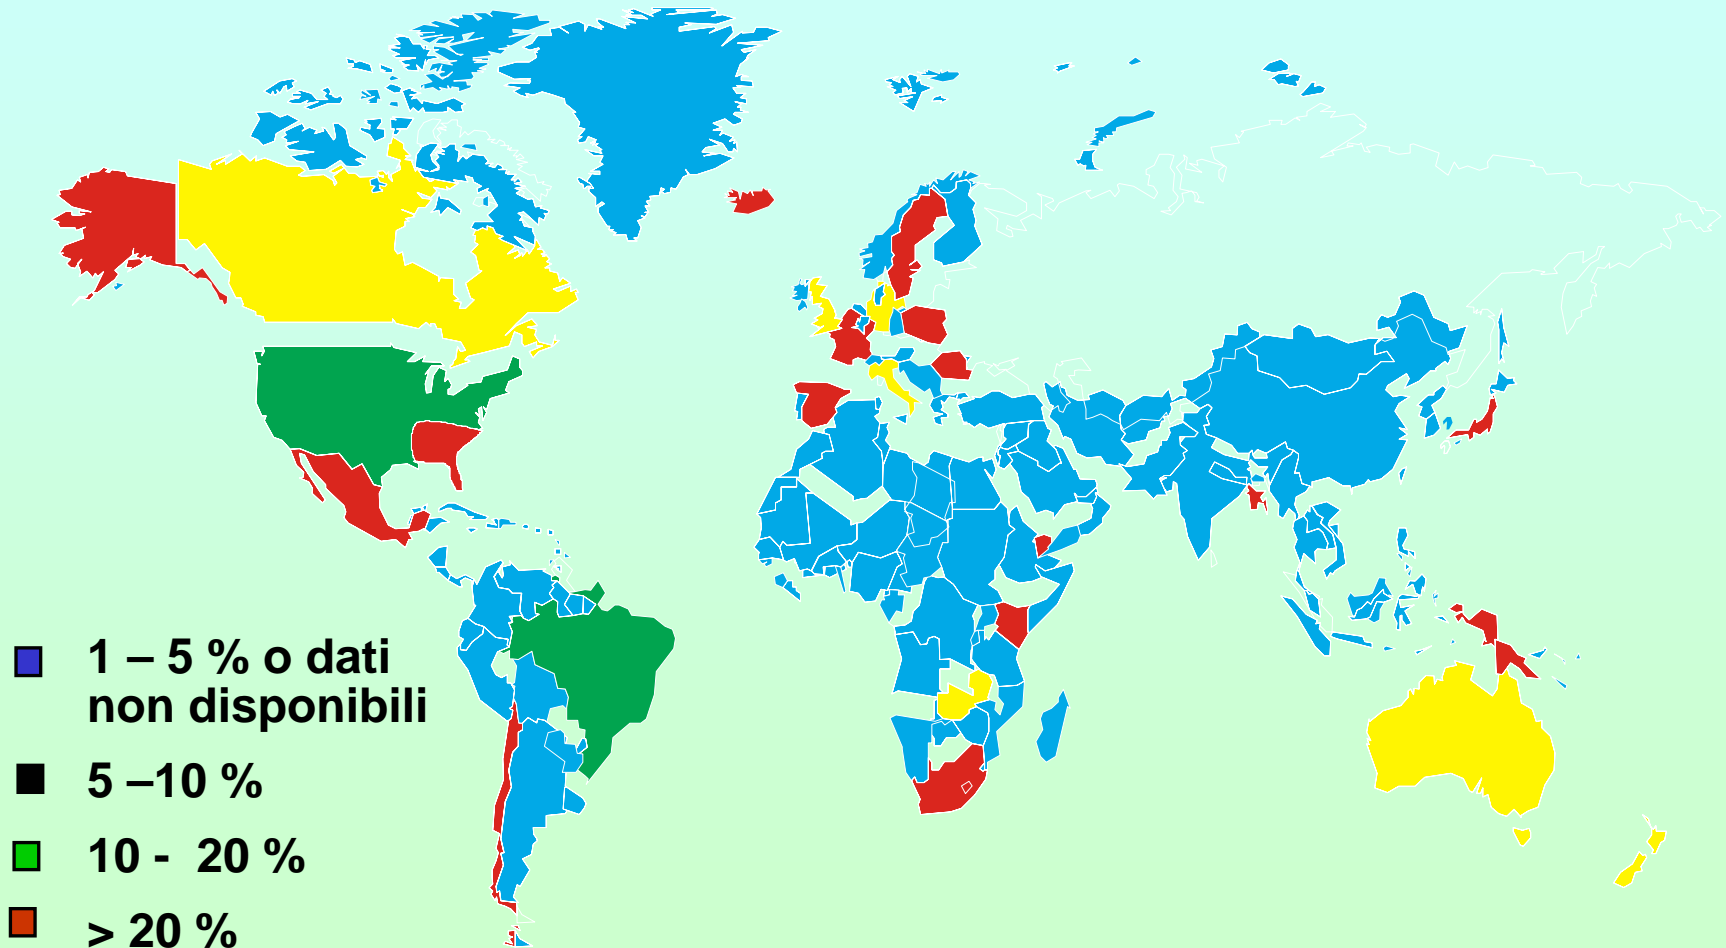 1 – 5 % o dati
non disponibili
5 –10 %
10 - 20 %
> 20 %